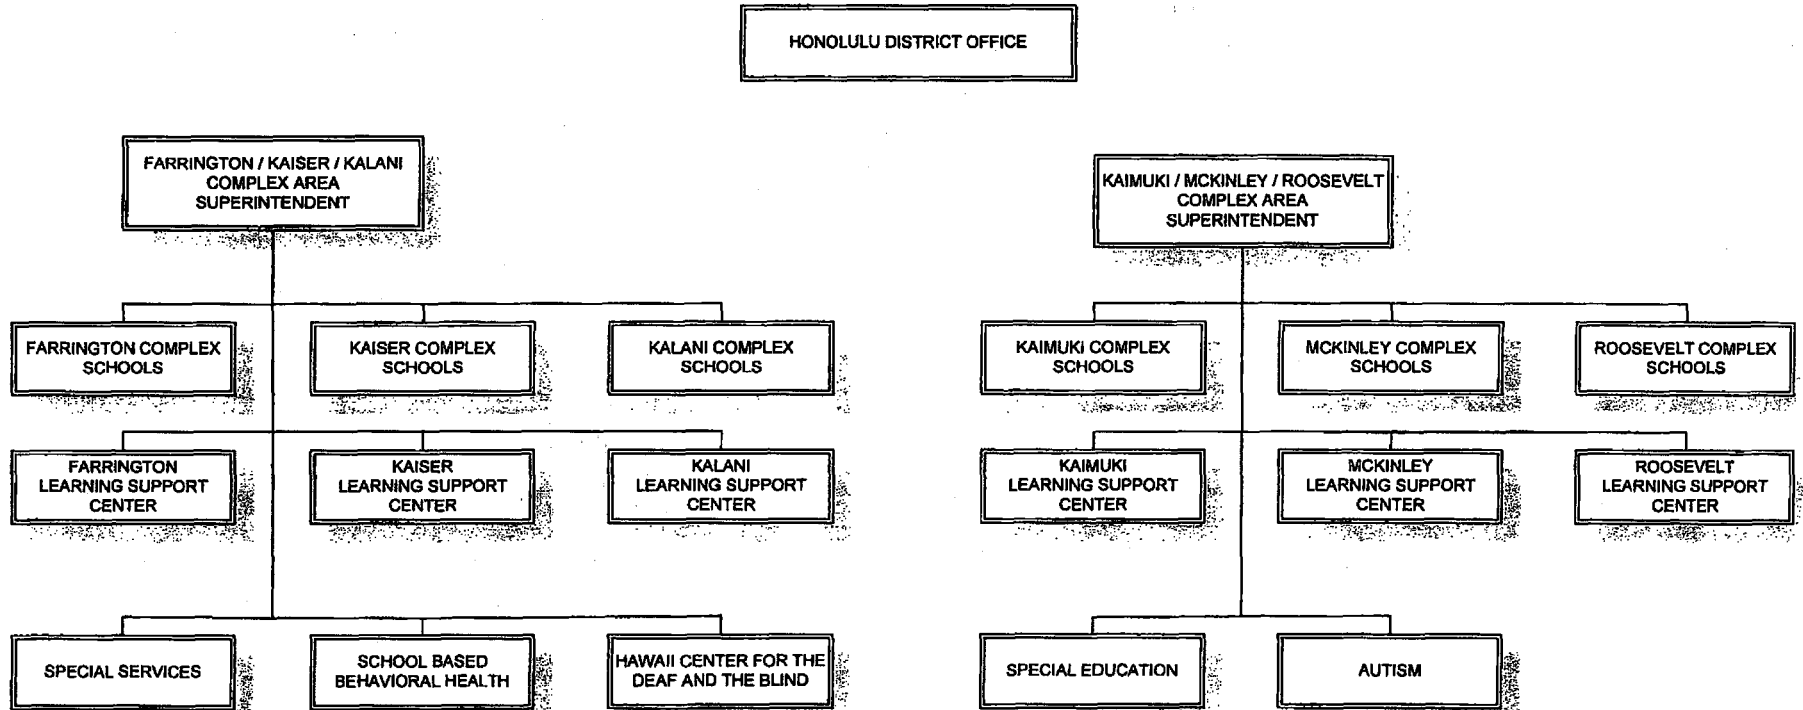 HONOLULU DISTRICT OFFICE
FARRINGTON / KAISER / KALANI
COMPLEX AREA
SUPERINTENDENT
KAIMUKI / MCKINLEY / ROOSEVELT
COMPLEX AREA
SUPERINTENDENT
FARRINGTON COMPLEX
SCHOOLS
KAISER COMPLEX
SCHOOLS
KALANI COMPLEX
SCHOOLS
KAIMUKI COMPLEX
SCHOOLS
MCKINLEY COMPLEX
SCHOOLS
ROOSEVELT COMPLEX
SCHOOLS
FARRINGTON
LEARNING SUPPORT
CENTER
KAISER
LEARNING SUPPORT
CENTER
KALANI
LEARNING SUPPORT
CENTER
KAIMUKI
LEARNING SUPPORT
CENTER
MCKINLEY
LEARNING SUPPORT
CENTER
ROOSEVELT
LEARNING SUPPORT
CENTER
SPECIAL SERVICES
SCHOOL BASED
BEHAVIORAL HEALTH
HAWAII CENTER FOR THE
DEAF AND THE BLIND
SPECIAL EDUCATION
AUTISM